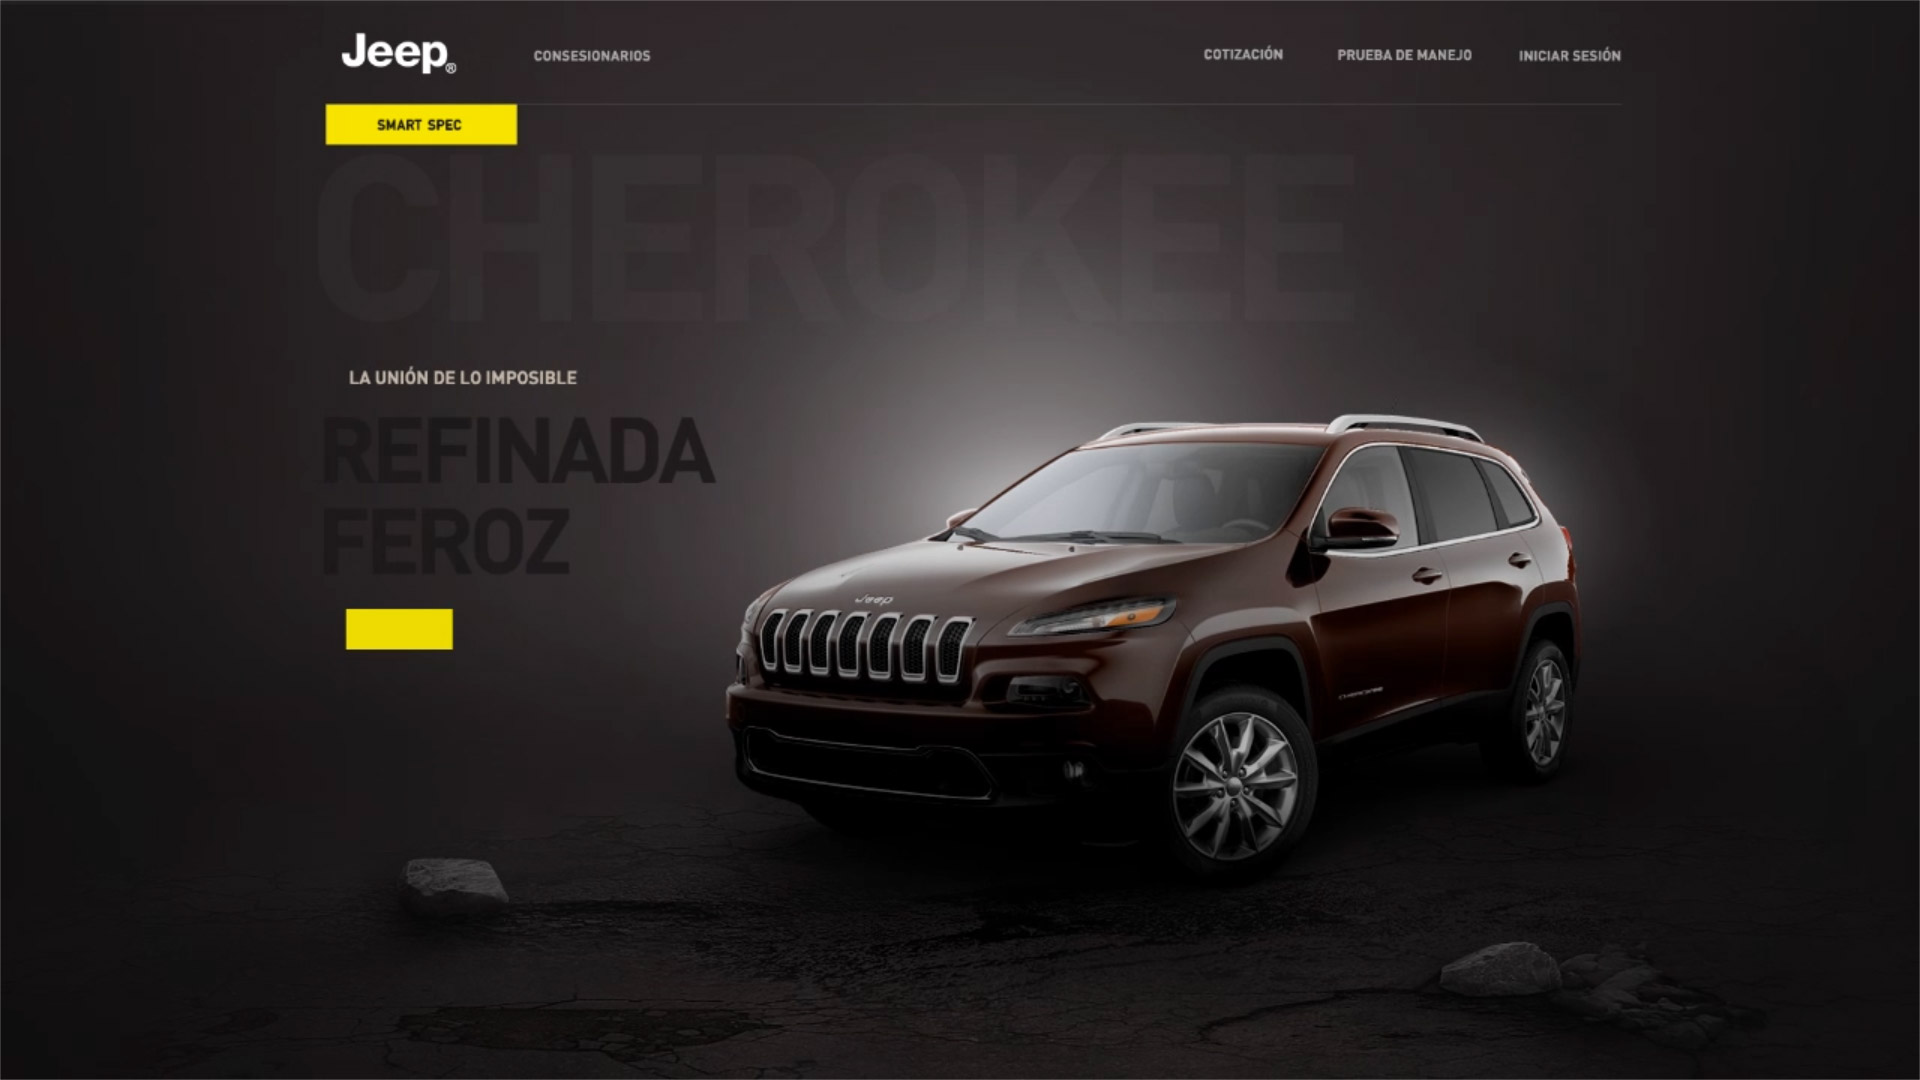 Jeep®
CONSESIONARIOS
COTIZACIÓN
PRUEBA DE MANEJO
INICIAR SESIÓN
SMART SPEC
CHEROKEE
LA UNIÓN DE LO IMPOSIBLE
REFINADA
FEROZ
Jeep
CHEROKEE